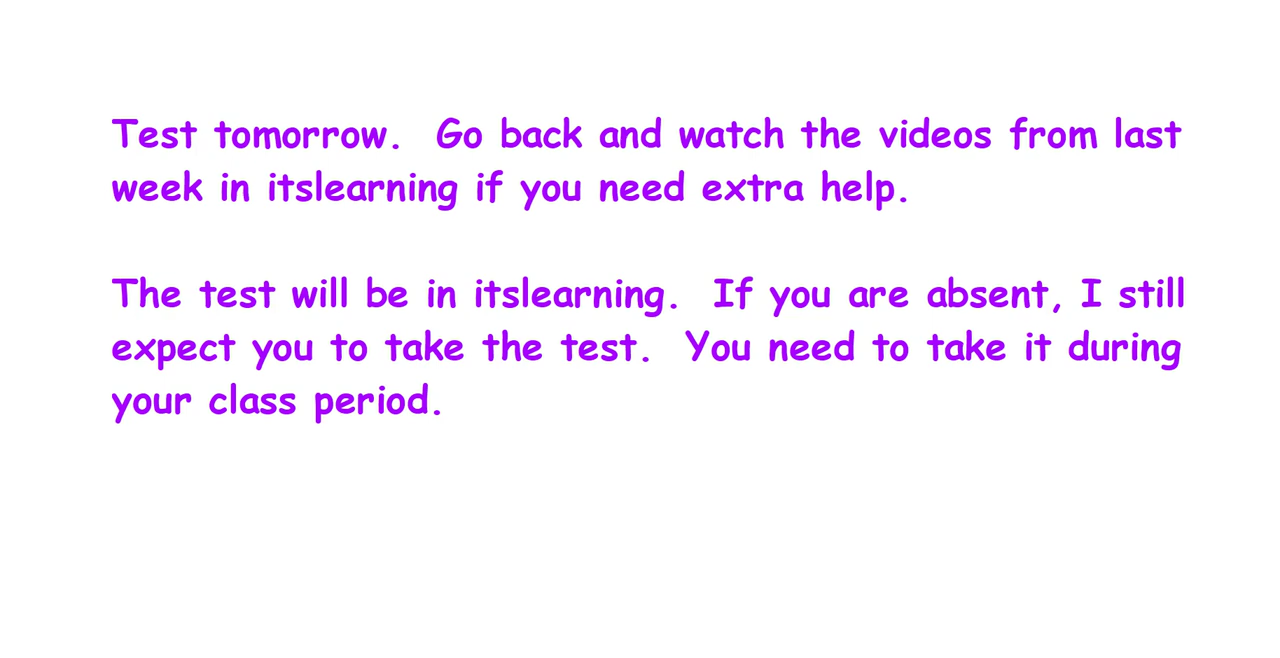 Test tomorrow.  Go back and watch the videos from last
week in itslearning if you need extra help.
The test will be in itslearning.  If you are absent, I still
expect you to take the test.  You need to take it during
your class period.